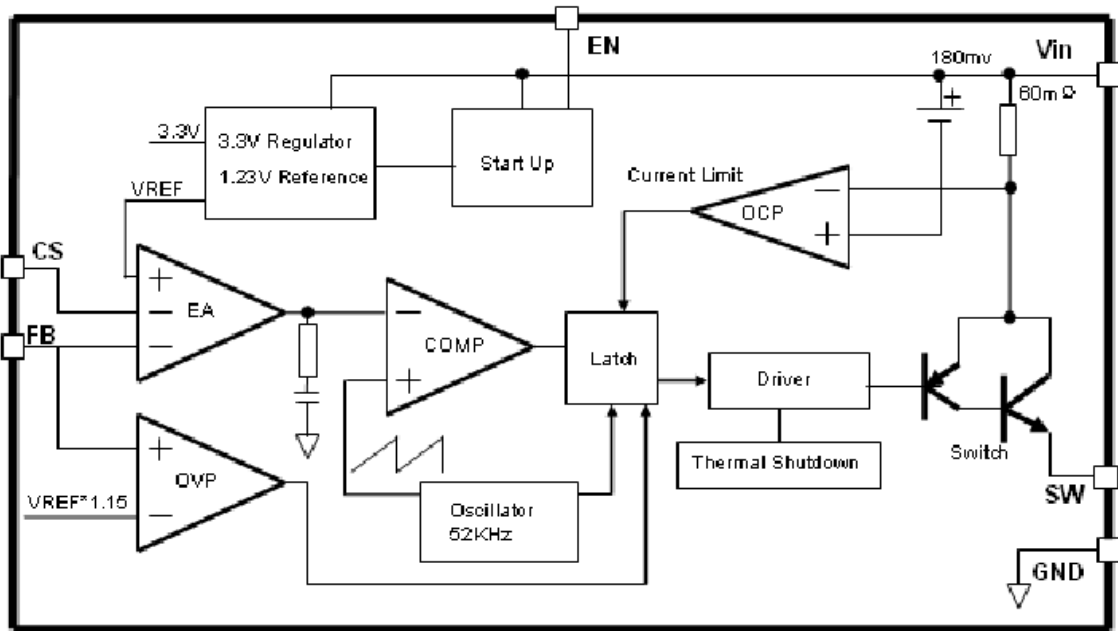 EN
180mv
Vin
60mΩ
3.3V
3.3V Regulator
1.23V Reference
Start Up
VREF
Current Limit
OCP
CS
EA
FB
COMP
Latch
Driver
Switch
Thermal Shutdown
OVP
VREF*1.15
Oscillator
52KHz
SW
GND